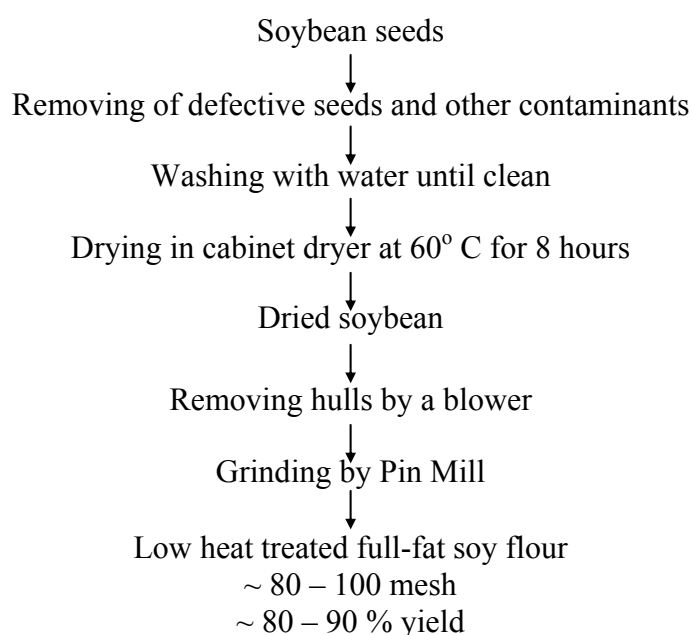 Soybean seeds
Removing of defective seeds and other contaminants
Washing with water until clean
Drying in cabinet dryer at 60° C for 8 hours
Dried soybean
Removing hulls by a blower
Grinding by Pin Mill
Low heat treated full-fat soy flour
~ 80 – 100 mesh
~ 80 – 90 % yield